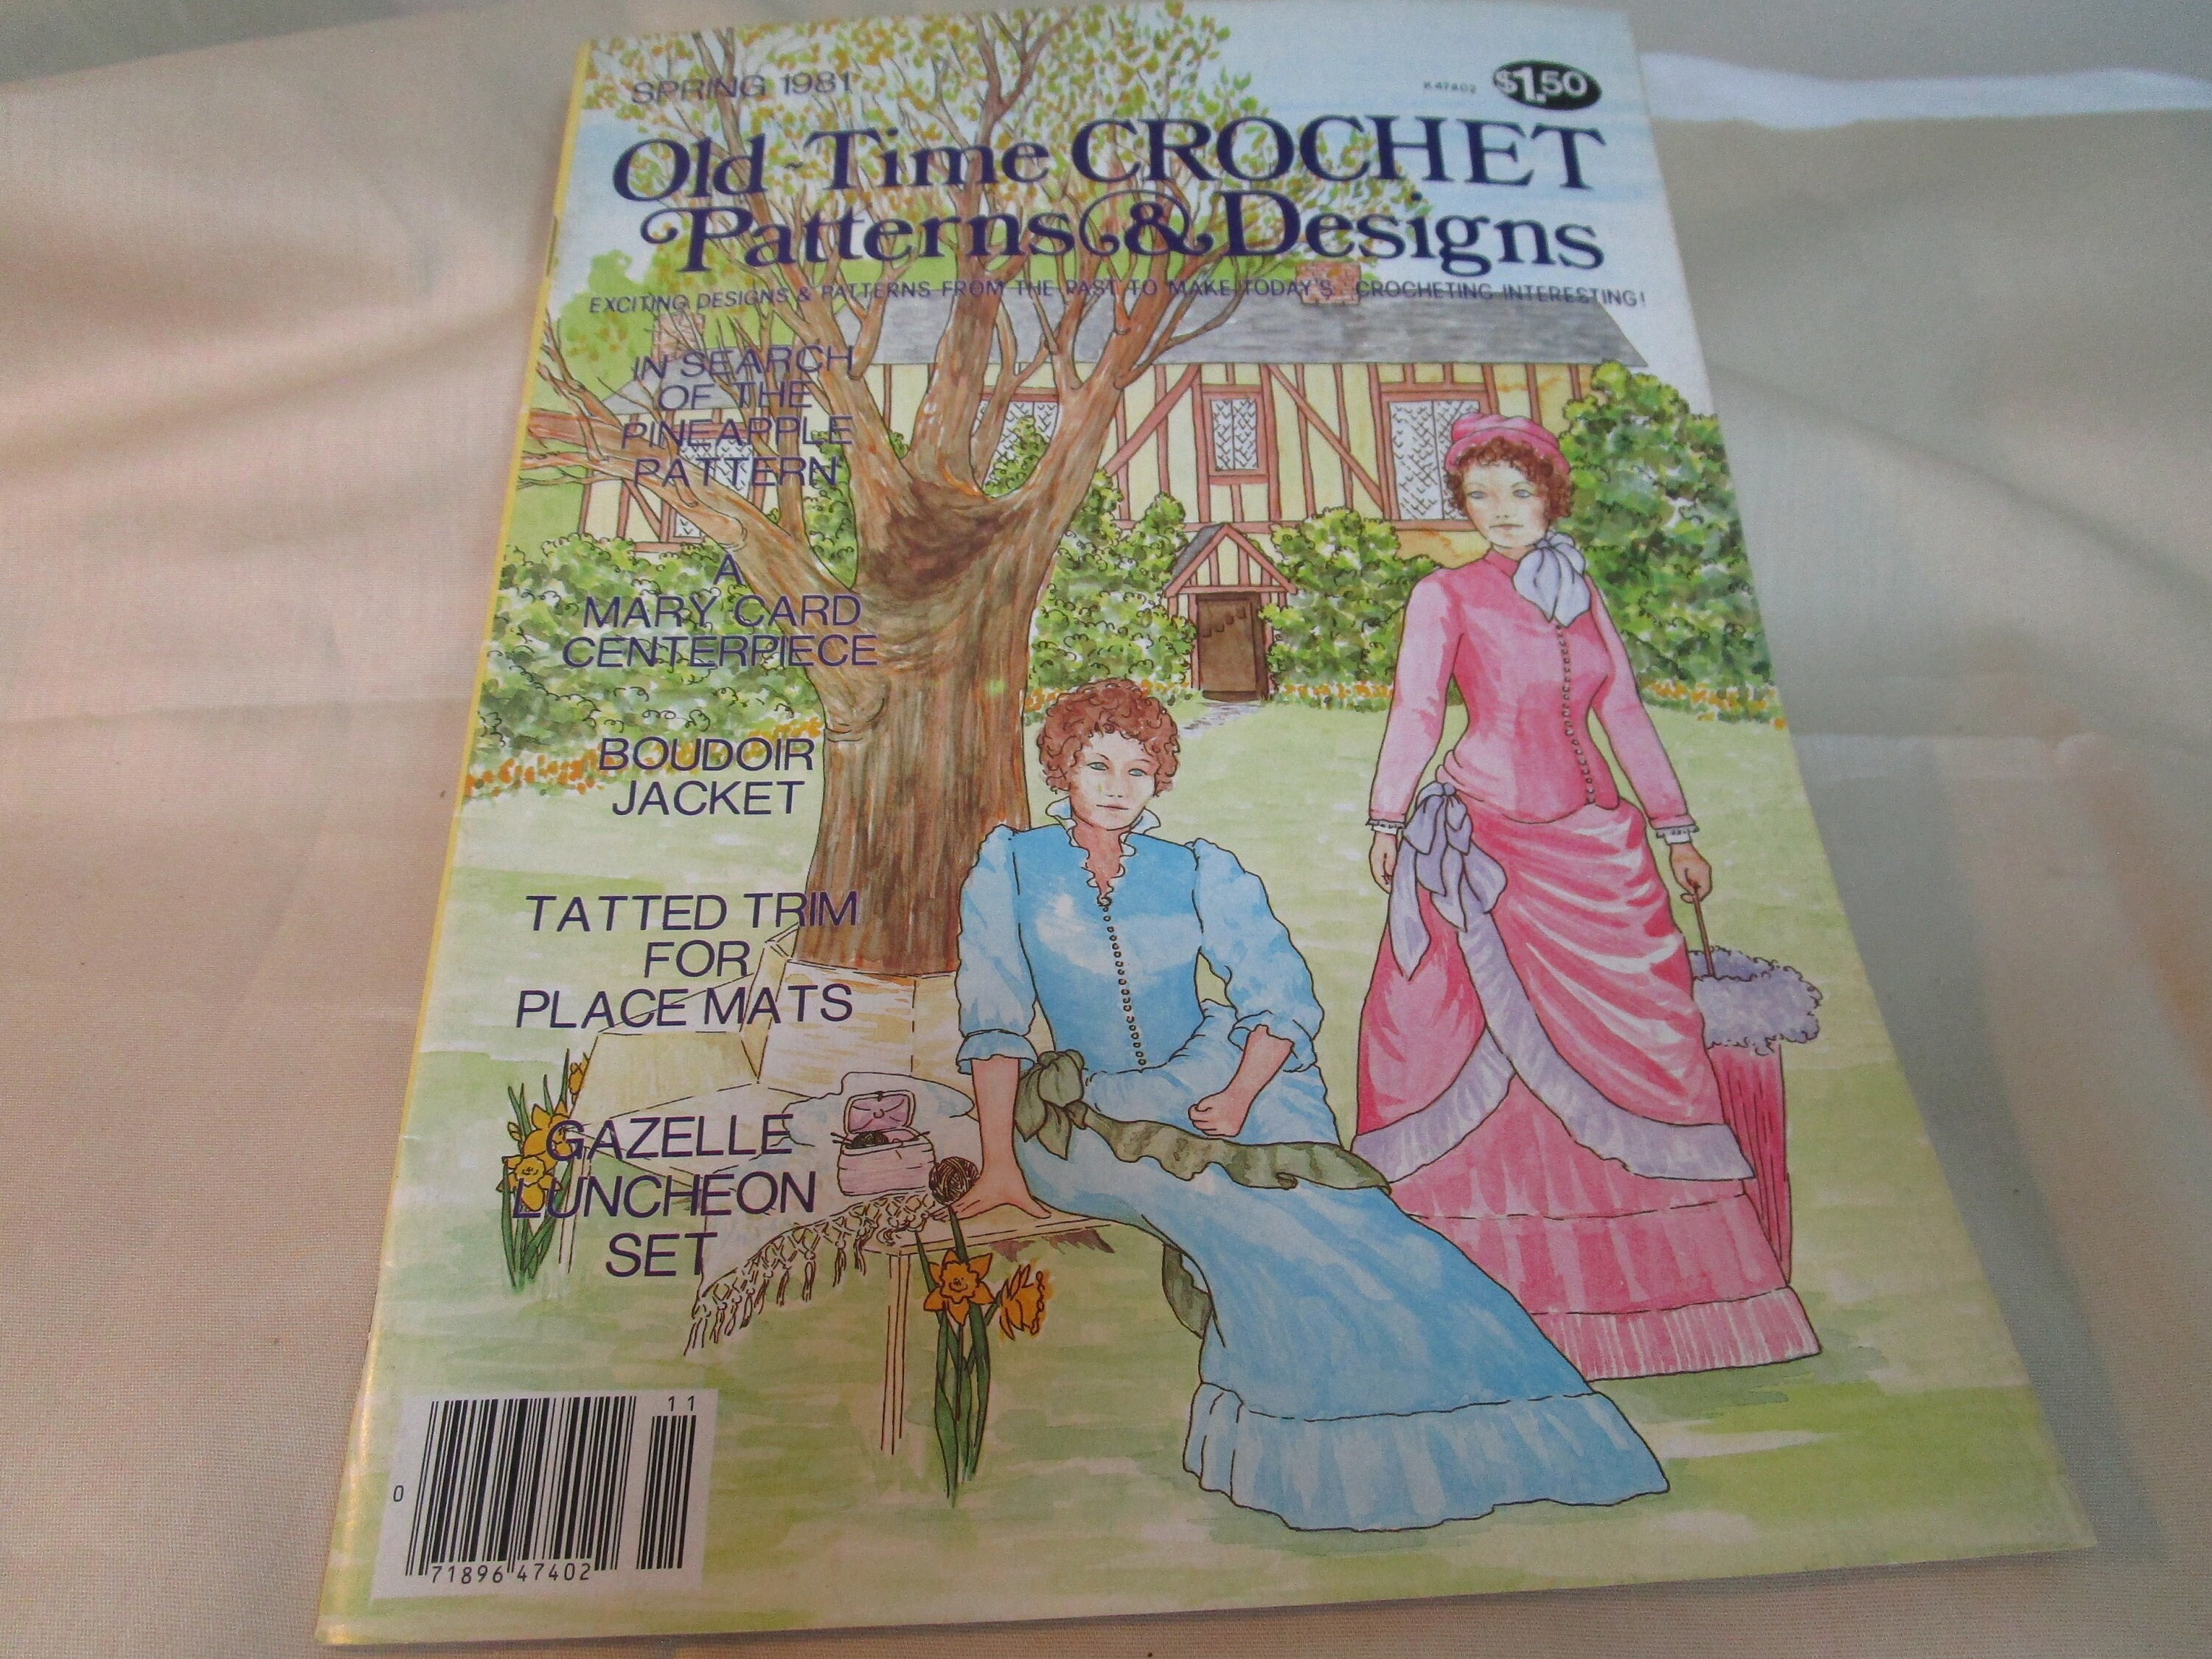 SPRING 1981
K47402
$1.50
Old-Time CROCHET
Patterns & Designs
EXCITING DESIGNS & PATTERNS FROM THE PAST TO MAKE TODAY'S CROCHETING INTERESTING!
IN SEARCH
OF THE
PINEAPPLE
PATTERN
A
MARY CARD
CENTERPIECE
BOUDOIR
JACKET
TATTED TRIM
FOR
PLACE MATS
GAZELLE
LUNCHEON
SET
11
0
71896 47402